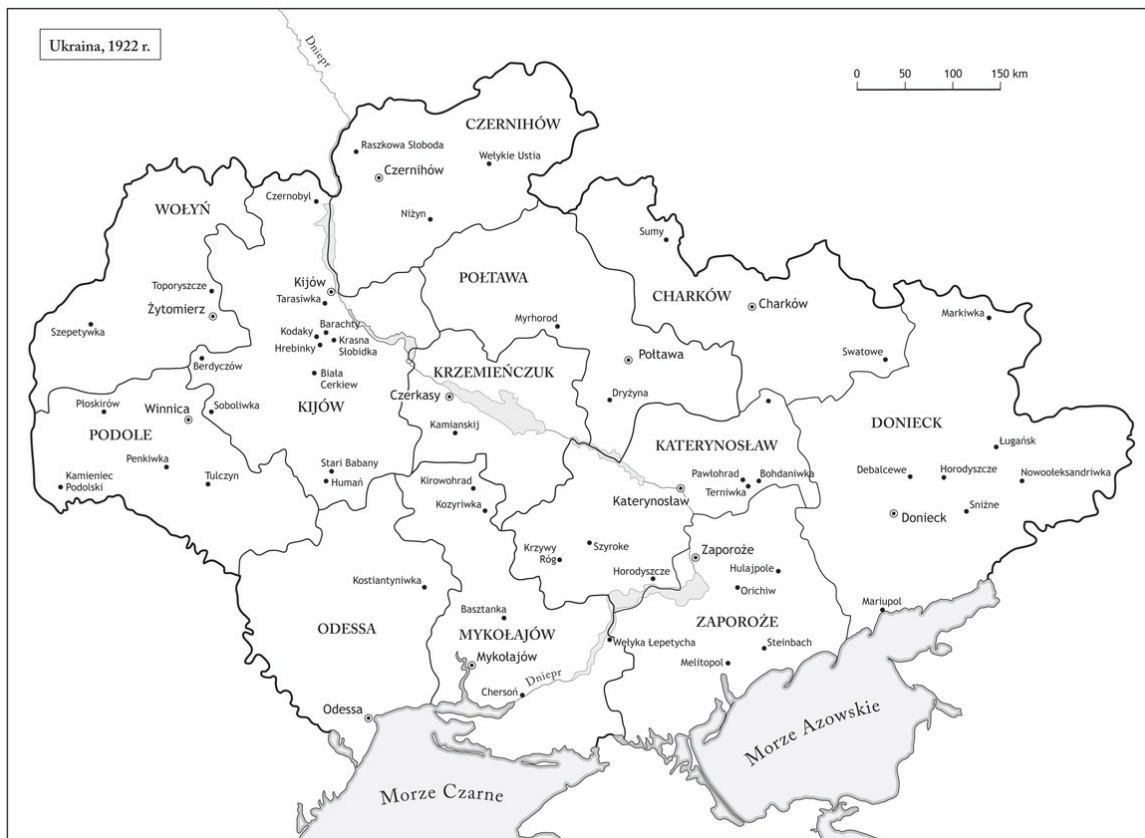 Ukraina, 1922 r.
Dniepr
0 50 100 150 km
CZERNIHÓW
Raszkowa Słoboda
Wełykie Ustia
Czernihów
Niżyn
Czernobyl
WOŁYŃ
Sumy
POŁTAWA
Toporyszcze
Kijów
Tarasiwka
CHARKÓW
Charków
Żytomierz
Szepetywka
Kodaky
Barachty
Hrebinky
Krasna
Słobidka
Myrhorod
Markiwka
Berdyczów
Połtawa
Swatowe
Biała
Cerkiew
KRZEMIEŃCZUK
Czerkasy
Dryżyna
Płoskirów
Winnica
Soboliwka
KIJÓW
PODOLE
Kamianskij
KATERYNOSŁAW
DONIECK
Ługańsk
Penkiwka
Stari Babany
Humań
Tulczyn
Kamieniec
Podolski
Kirowohrad
Kozyriwka
Pawłohrad
Bohdaniwka
Terniwka
Katerynosław
Debalcewe
Horodyszcze
Nowoołeksandriwka
Sniżne
Donieck
Krzywy
Róg
Szyroke
Zaporoże
Hulajpole
Orichiw
Horodyszcze
Kostiantyniwka
Basztanka
Mariupol
ODESSA
MYKOŁAJÓW
ZAPOROŻE
Wełyka Łepetycha
Steinbach
Mykołajów
Melitopol
Dniepr
Chersoń
Odessa
Morze Azowskie
Morze Czarne